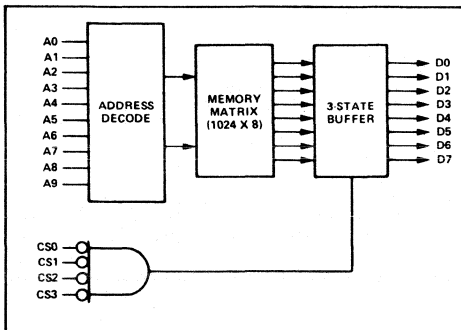 A0
A1
A2
A3
A4
A5
A6
A7
A8
A9
ADDRESS
DECODE
MEMORY
MATRIX
(1024 X 8)
3-STATE
BUFFER
D0
D1
D2
D3
D4
D5
D6
D7
CS0
CS1
CS2
CS3